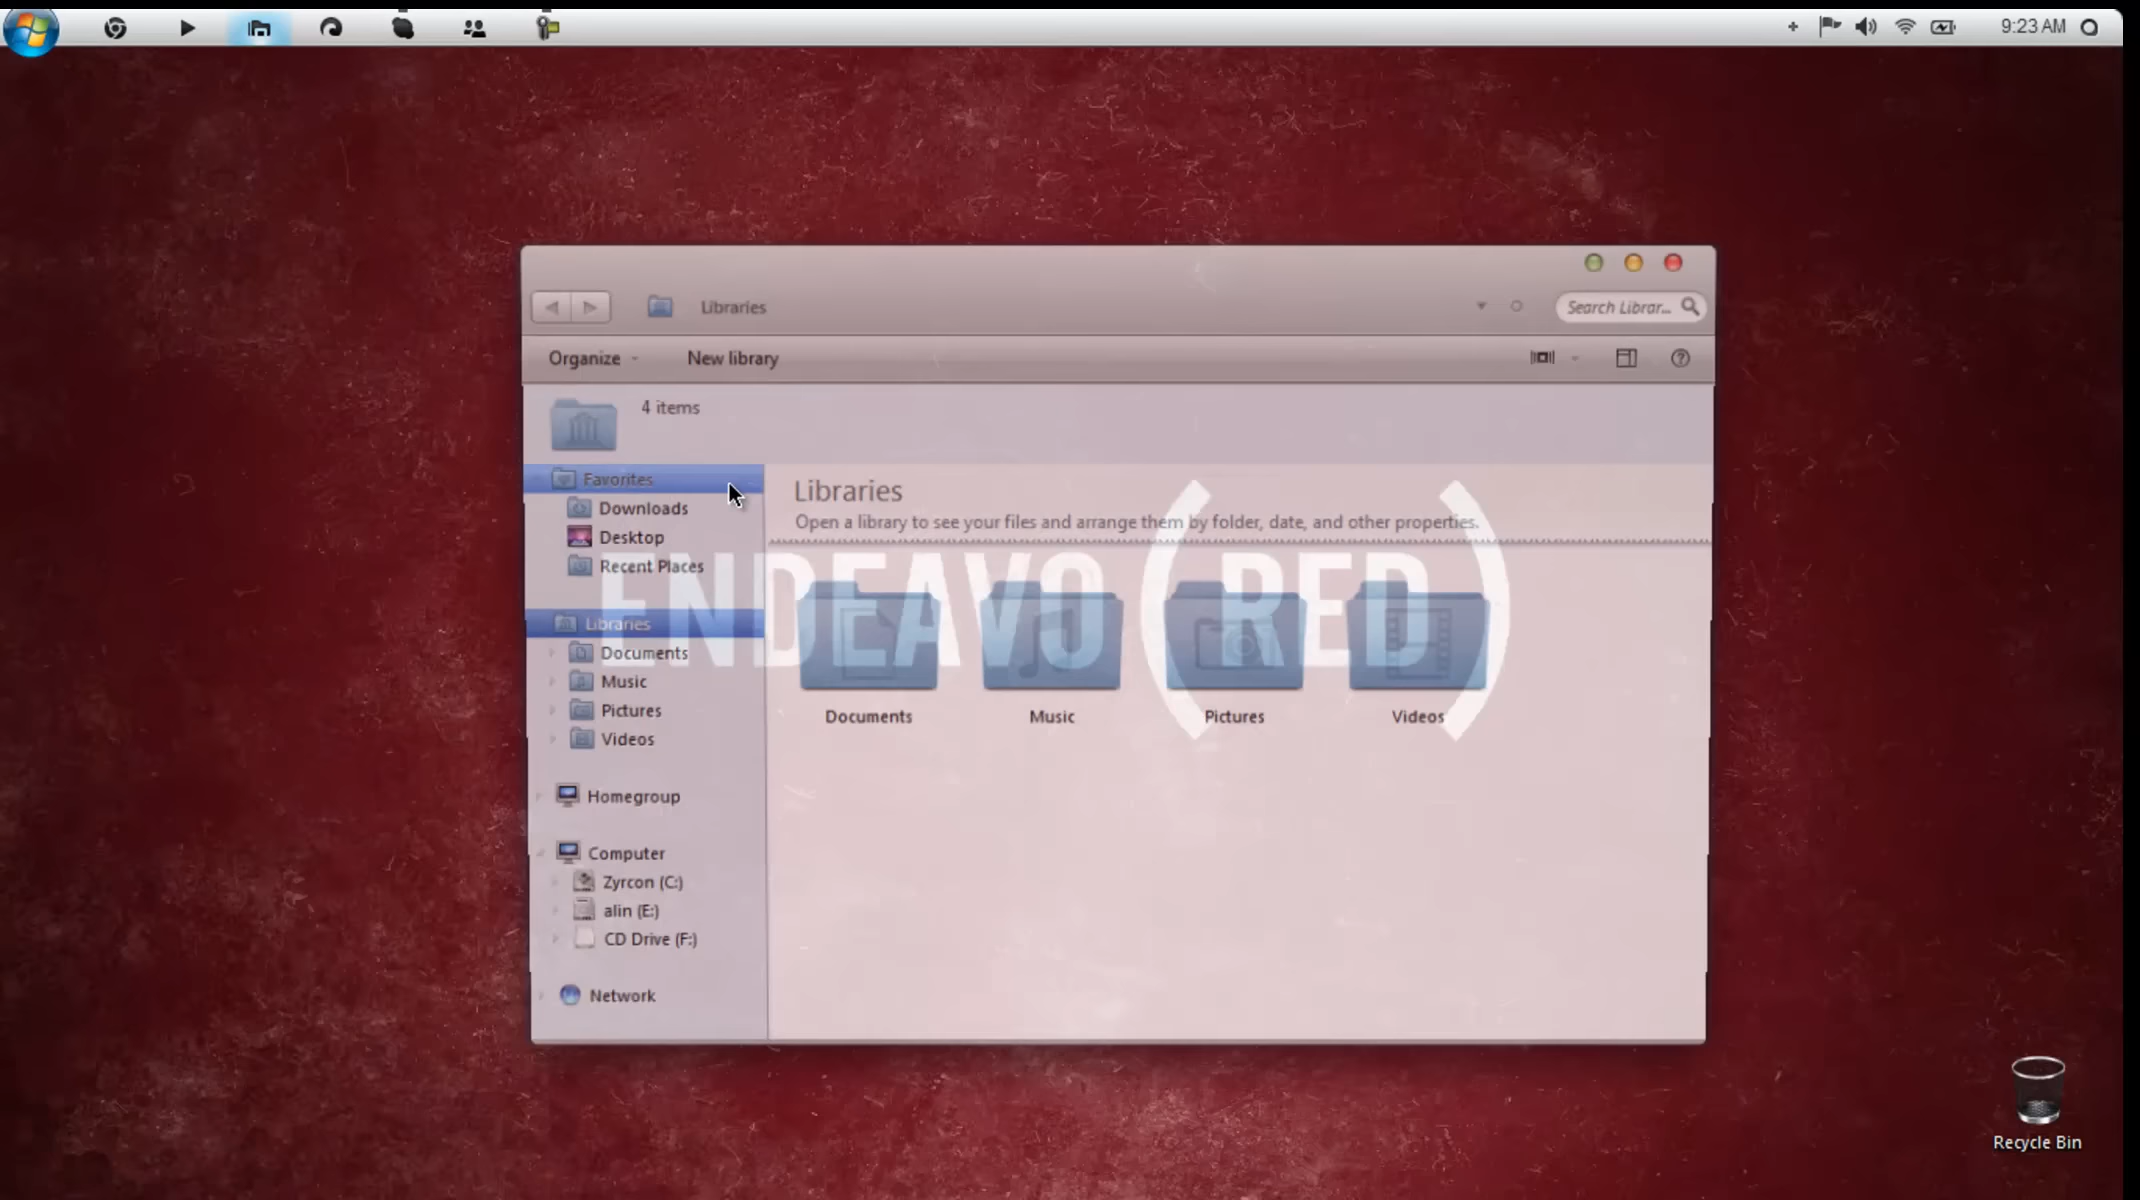 9:23 AM
Libraries
Search Librar...
Organize
New library
4 items
Favorites
Downloads
Desktop
Recent Places
Libraries
Documents
Music
Pictures
Videos
Homegroup
Computer
Zyrcon (C:)
alin (E:)
CD Drive (F:)
Network
Libraries
Open a library to see your files and arrange them by folder, date, and other properties.
ENDEAVO (RED)
Documents
Music
Pictures
Videos
Recycle Bin